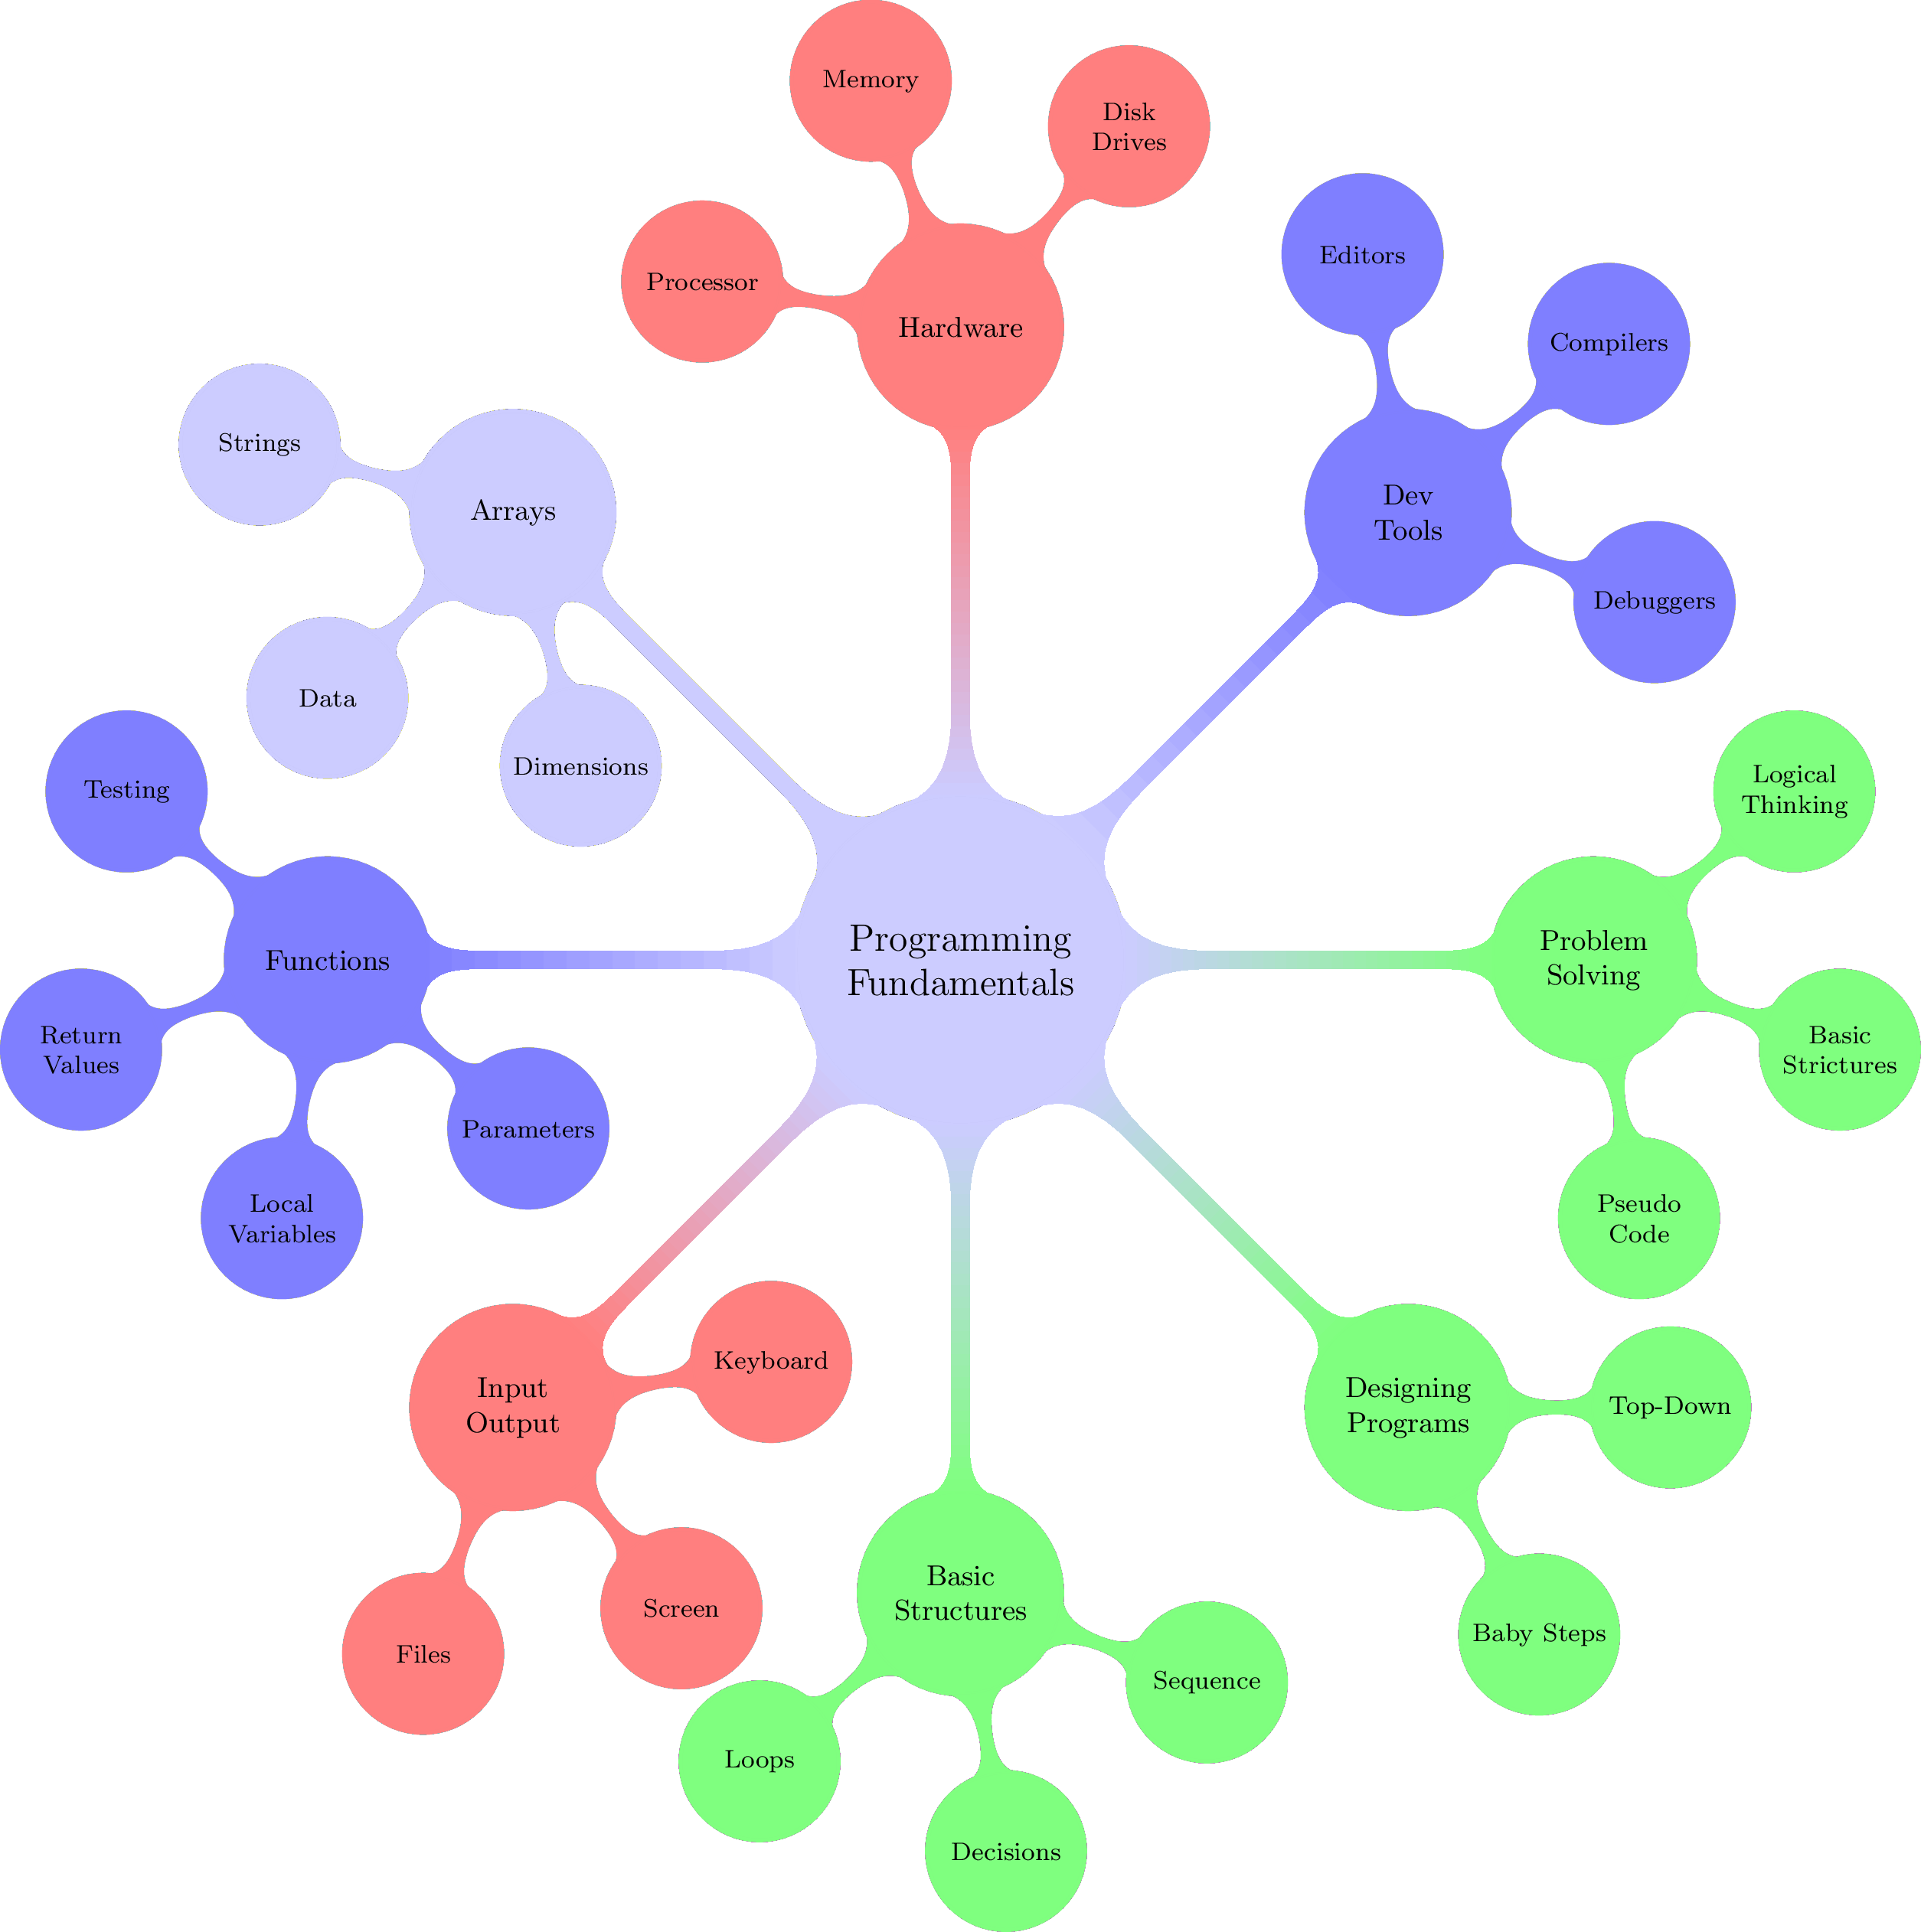 Memory
Disk
Drives
Processor
Hardware
Editors
Compilers
Dev
Tools
Debuggers
Strings
Arrays
Data
Dimensions
Testing
Functions
Return
Values
Local
Variables
Parameters
Programming
Fundamentals
Logical
Thinking
Problem
Solving
Basic
Strictures
Pseudo
Code
Input
Output
Keyboard
Screen
Files
Basic
Structures
Sequence
Loops
Decisions
Designing
Programs
Top-Down
Baby Steps